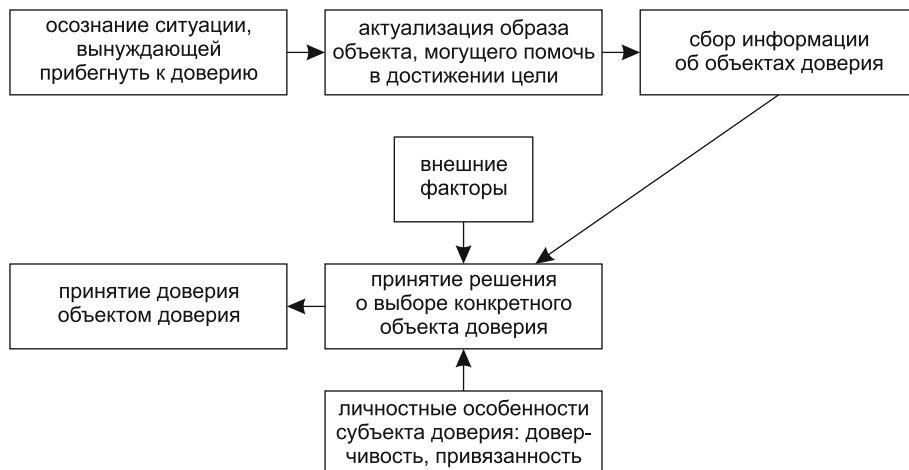 осознание ситуации,
вынуждающей
прибегнуть к доверию
актуализация образа
объекта, могущего помочь
в достижении цели
сбор информации
об объектах доверия
внешние
факторы
принятие доверия
объектом доверия
принятие решения
о выборе конкретного
объекта доверия
личностные особенности
субъекта доверия: довер-
чивость, привязанность